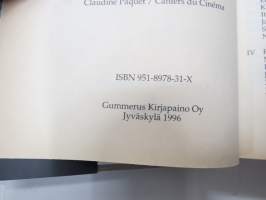 Claudine Paquet / Cahiers du Cinéma
ISBN 951-8978-31-X
Gummerus Kirjapaino Oy
Jyväskylä 1996
IV